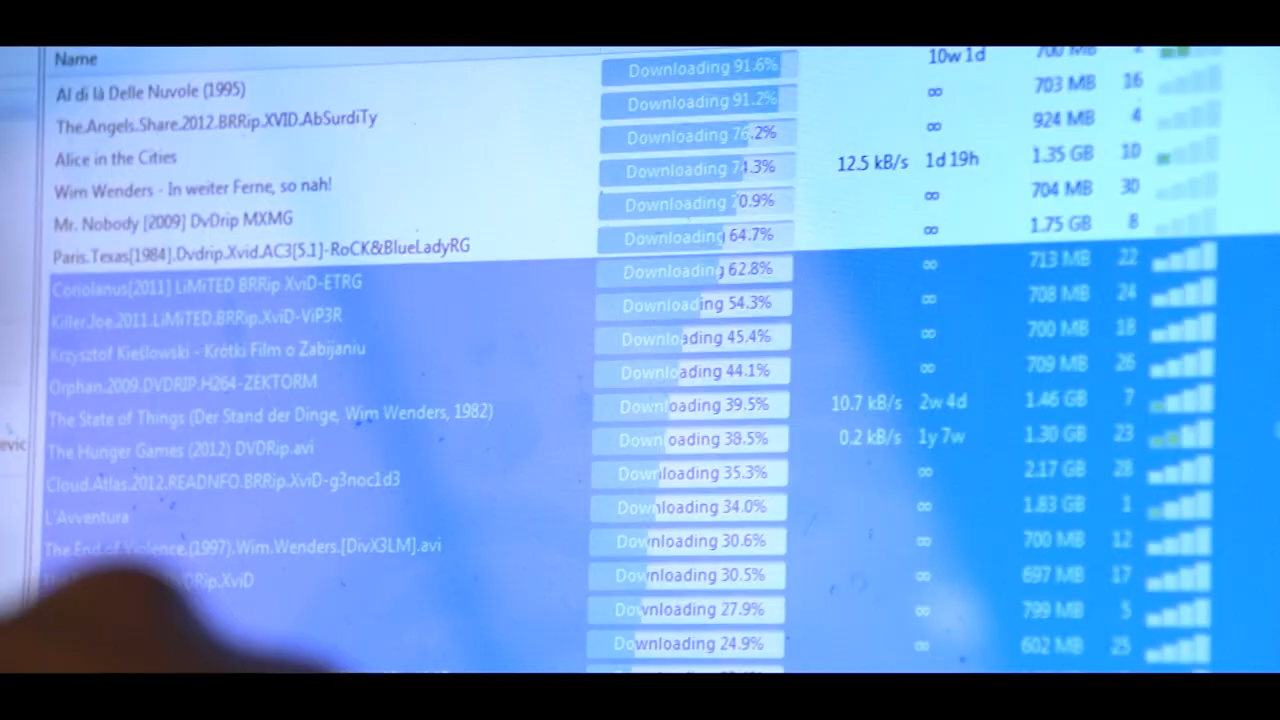 Name
10w 1d 700 MB 2
Al di là Delle Nuvole (1995) Downloading 91.6% ∞ 703 MB 16
The.Angels.Share.2012.BRRip.XVID.AbSurdiTy Downloading 91.2% ∞ 924 MB 4
Alice in the Cities Downloading 76.2% 12.5 kB/s 1d 19h 1.35 GB 10
Wim Wenders - In weiter Ferne, so nah! Downloading 74.3% ∞ 704 MB 30
Mr. Nobody [2009] DvDrip MXMG Downloading 70.9% ∞ 1.75 GB 8
Paris.Texas[1984].Dvdrip.Xvid.AC3[5.1]-RoCK&BlueLadyRG Downloading 64.7% ∞ 713 MB 22
Coriolanus[2011] LiMiTED BRRip XviD-ETRG Downloading 62.8% ∞ 708 MB 24
KillerJoe.2011.LiMiTED.BRRip.XviD-ViP3R Downloading 54.3% ∞ 700 MB 18
Krzysztof Kieślowski - Krótki Film o Zabijaniu Downloading 45.4% ∞ 709 MB 26
Orphan.2009.DVDRIP.H264-ZEKTORM Downloading 44.1% 10.7 kB/s 2w 4d 1.46 GB 7
The State of Things (Der Stand der Dinge, Wim Wenders, 1982) Downloading 39.5% 0.2 kB/s 1y 7w 1.30 GB 23
evic
The Hunger Games (2012) DVDRip.avi Downloading 38.5% ∞ 2.17 GB 28
Cloud.Atlas.2012.READNFO.BRRip.XviD-g3noc1d3 Downloading 35.3% ∞ 1.83 GB 1
L'Avventura Downloading 34.0% ∞ 700 MB 12
The End of Violence.(1997).Wim.Wenders.[DivX3LM].avi Downloading 30.6% ∞ 697 MB 17
DVDRip.XviD Downloading 30.5% ∞ 799 MB 5
Downloading 27.9% ∞ 602 MB 25
Downloading 24.9%